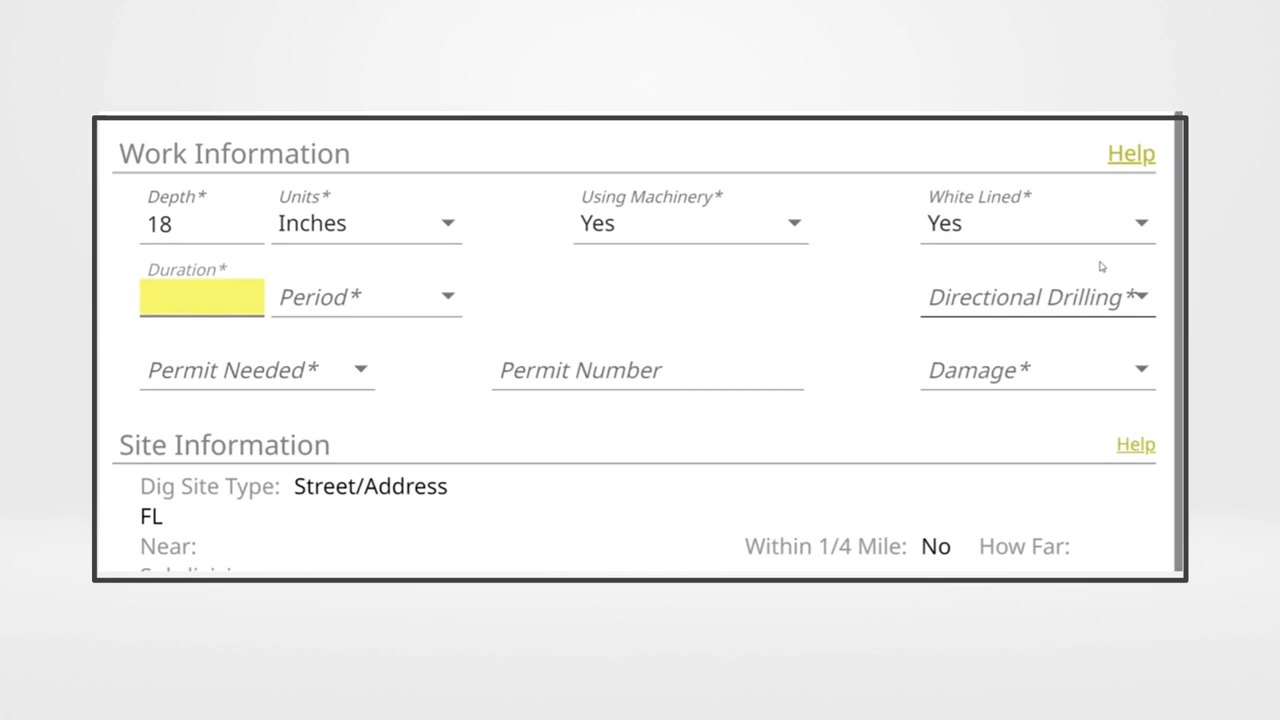 Work Information Help
Depth* Units* Using Machinery* White Lined*
18 Inches Yes Yes
Duration*
Period* Directional Drilling*
Permit Needed* Permit Number Damage*
Site Information Help
Dig Site Type: Street/Address
FL
Near: Within 1/4 Mile: No How Far: